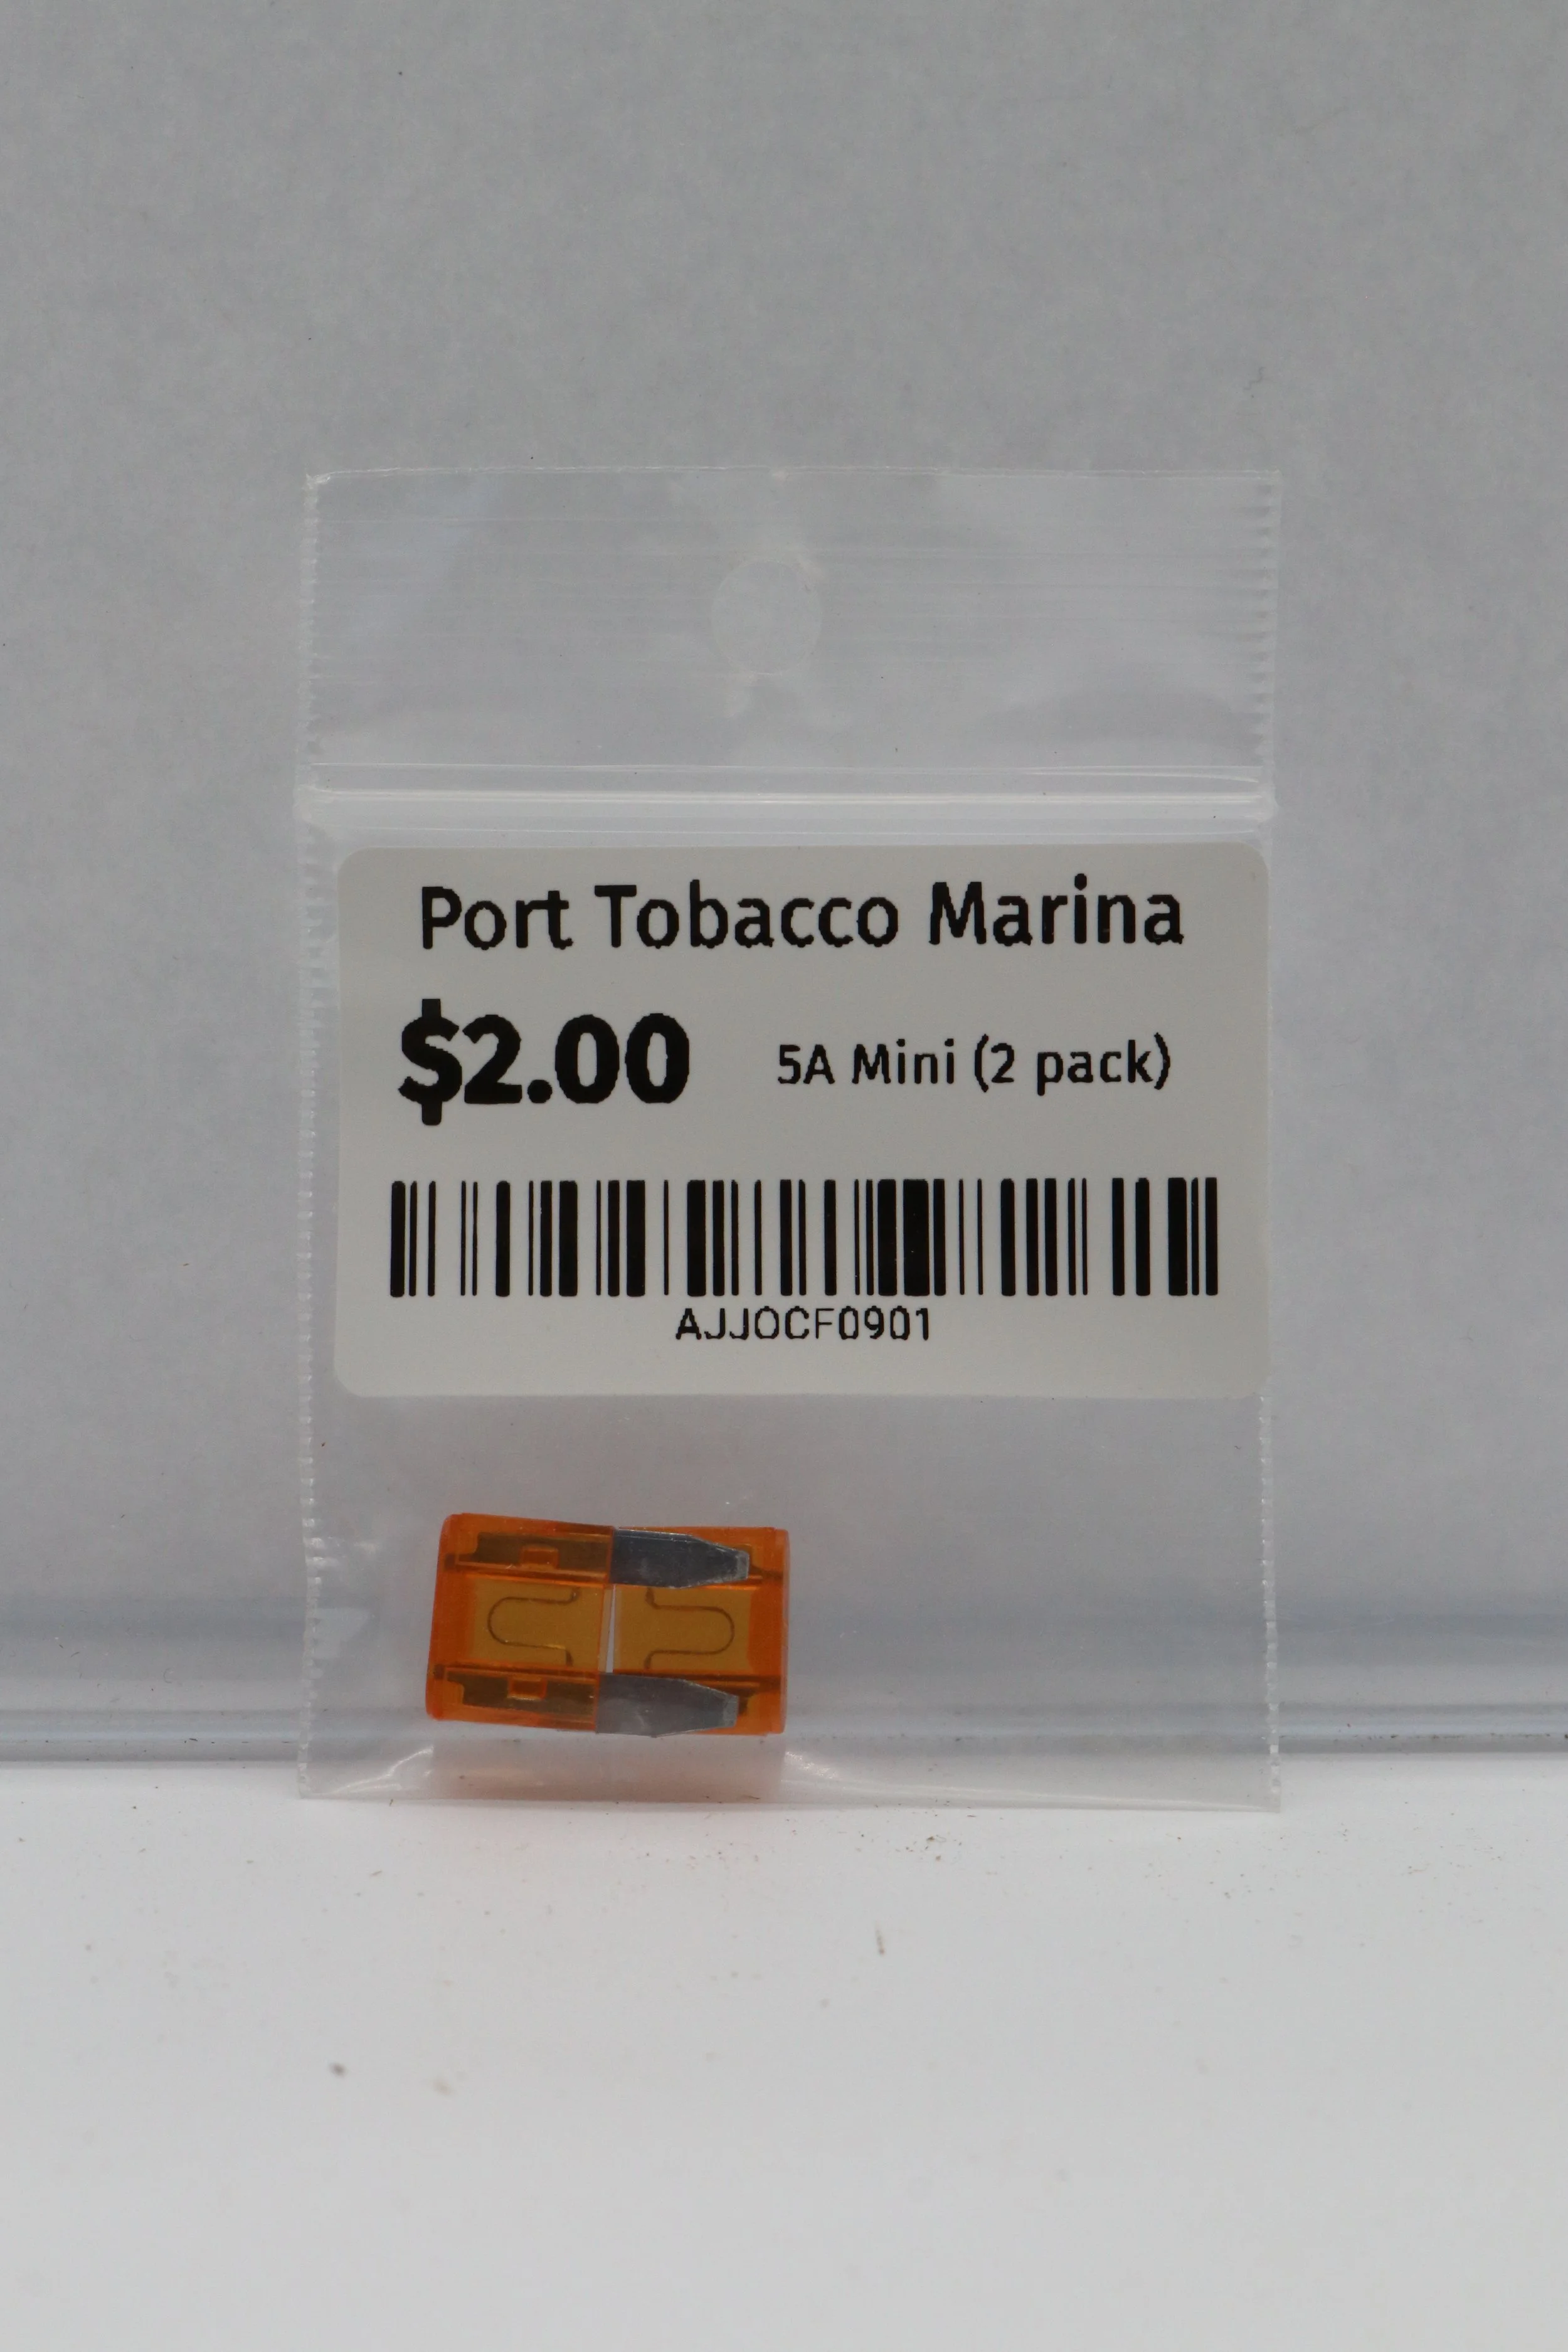 Port Tobacco Marina
$2.00 5A Mini (2 pack)
AJJOCF0901